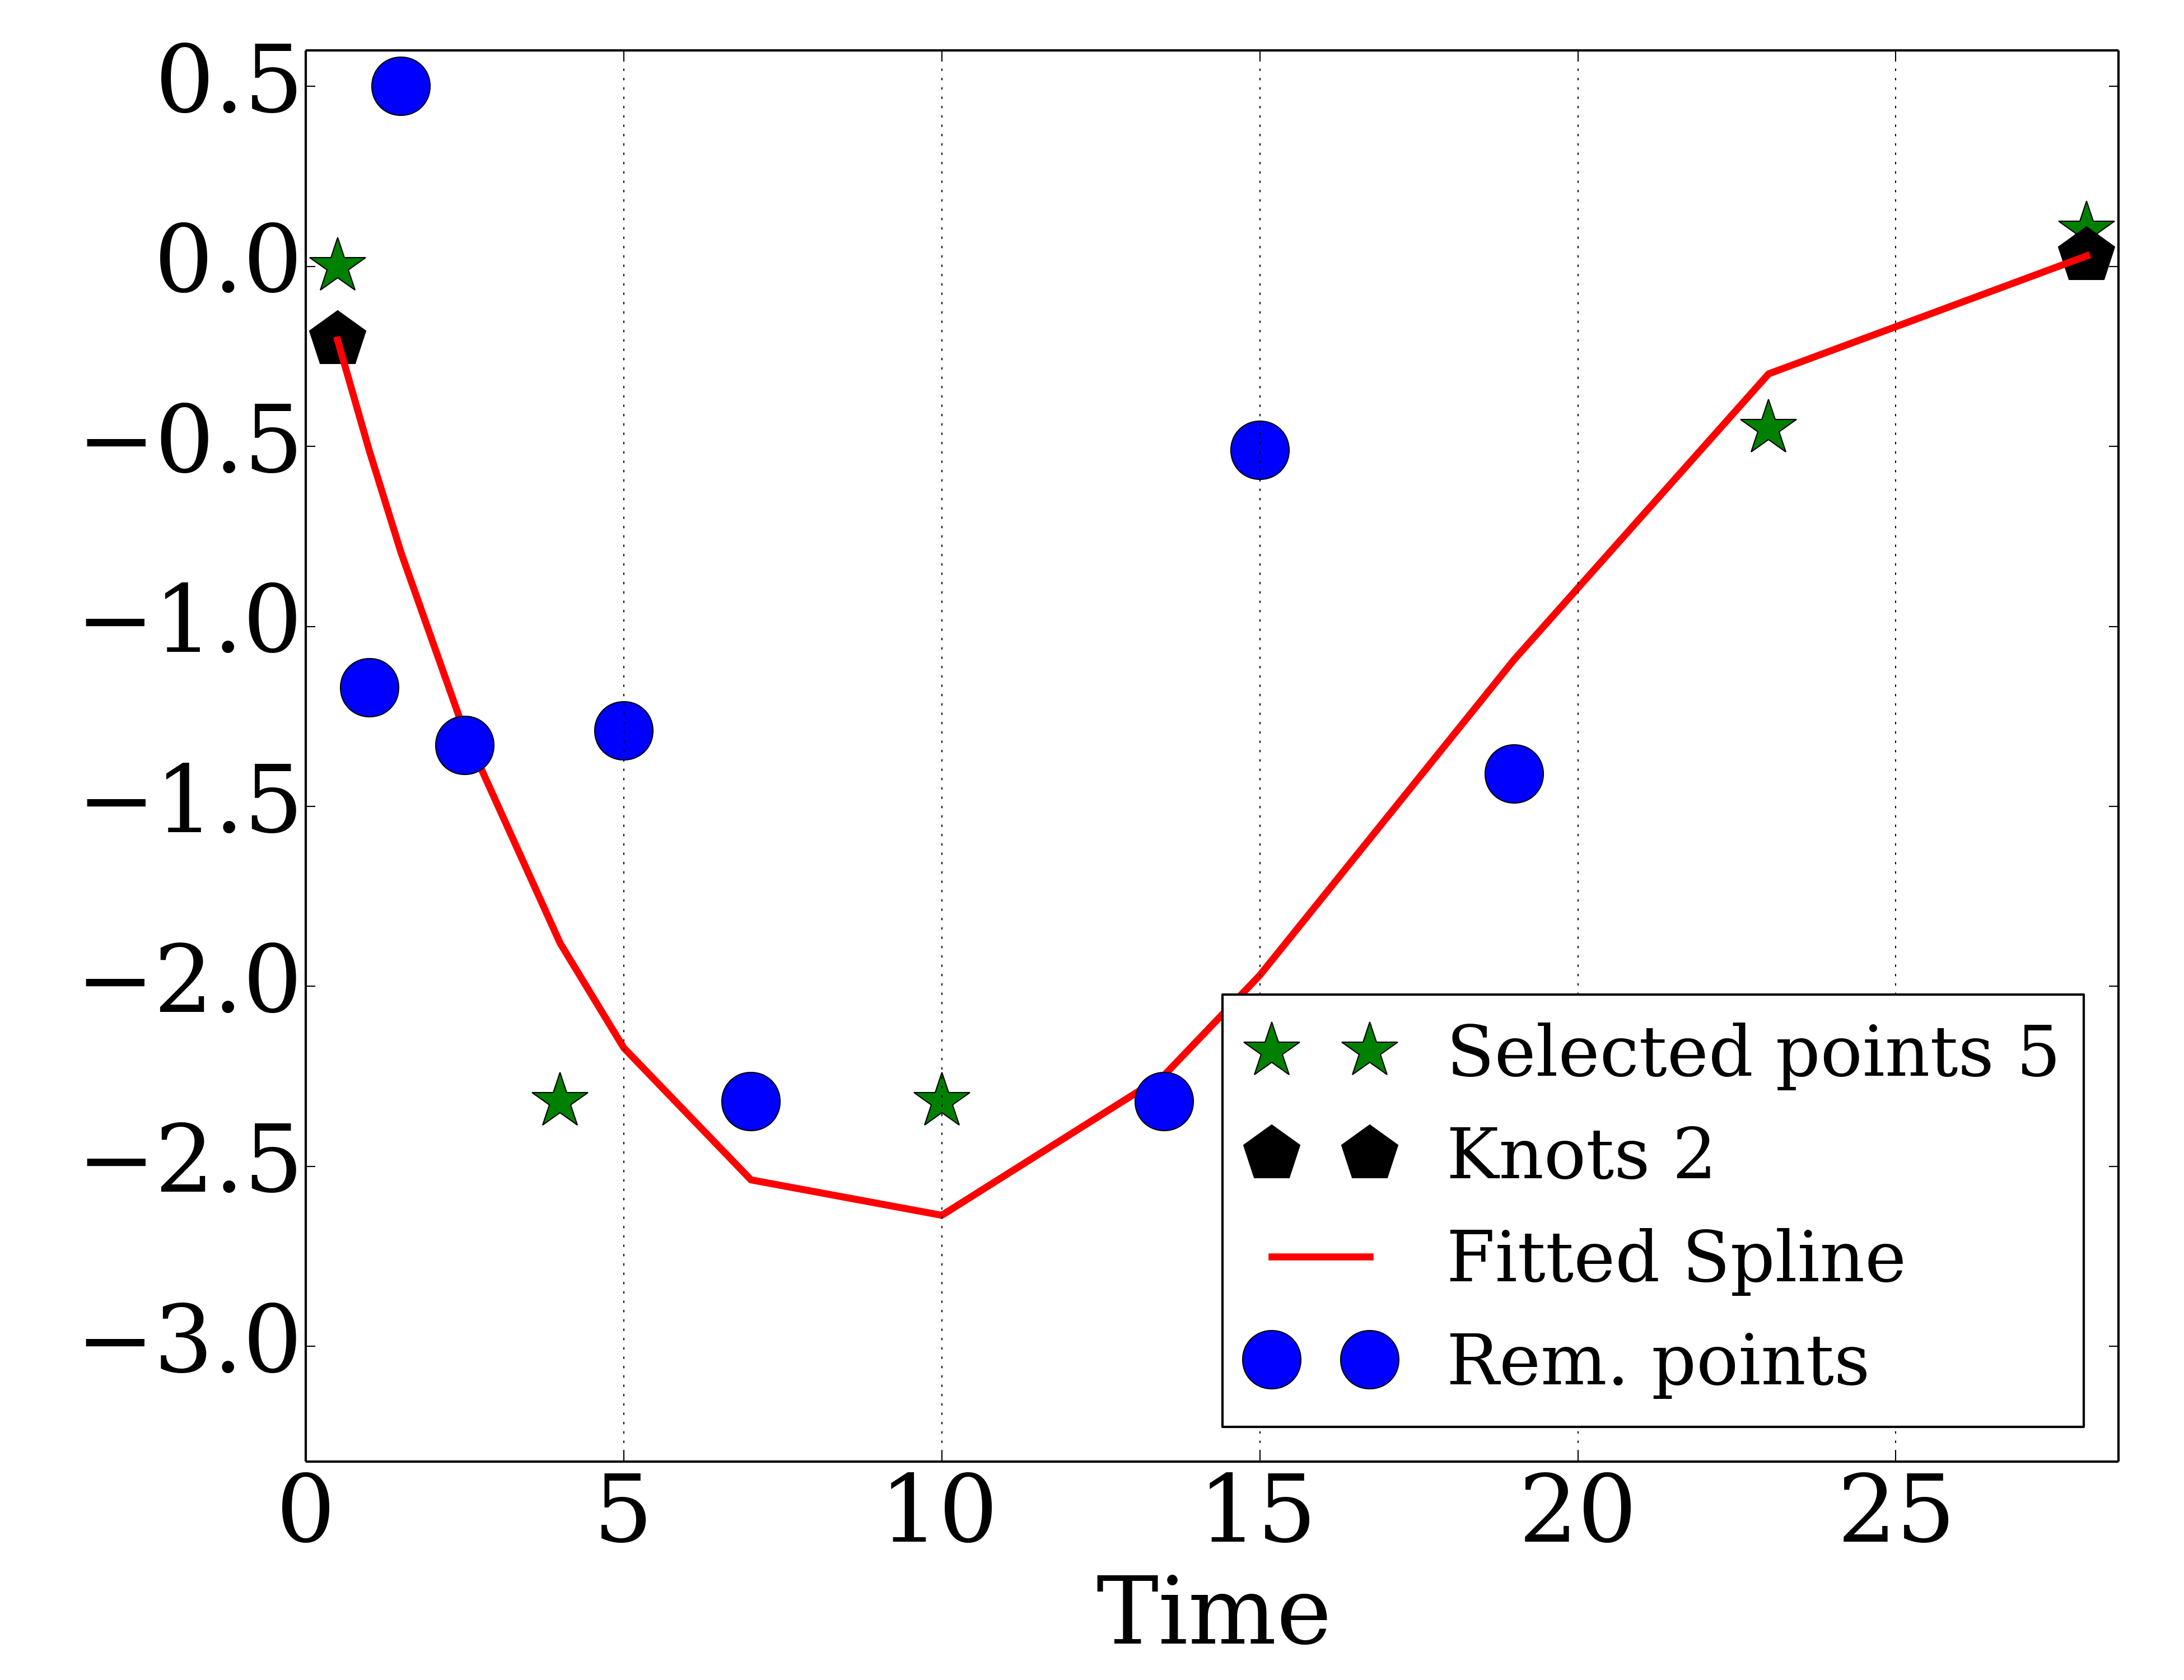 0.5
0.0
−0.5
−1.0
−1.5
−2.0
−2.5
−3.0
Selected points 5
Knots 2
Fitted Spline
Rem. points
0 5 10 15 20 25
Time